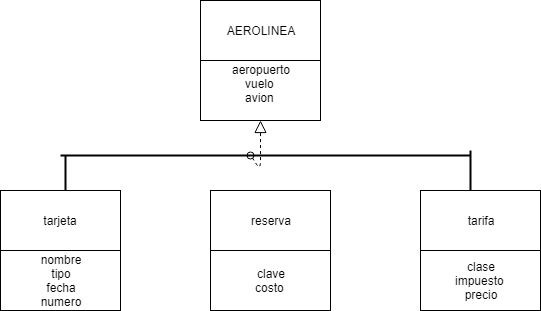 AEROLINEA
aeropuerto
vuelo
avion
tarjeta
nombre
tipo
fecha
numero
reserva
clave
costo
tarifa
clase
impuesto
precio